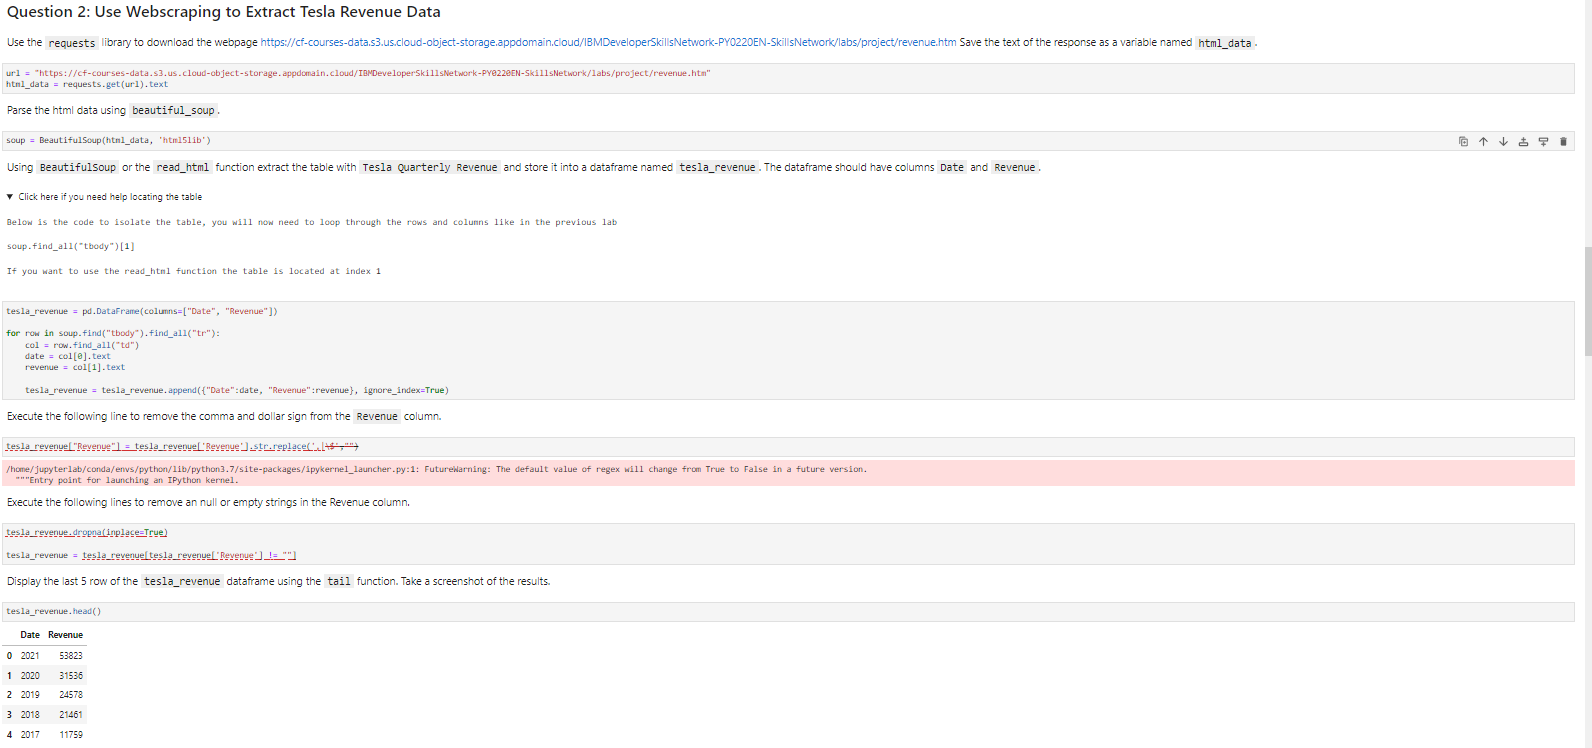 Question 2: Use Webscraping to Extract Tesla Revenue Data
Use the requests library to download the webpage https://cf-courses-data.s3.us.cloud-object-storage.appdomain.cloud/IBMDeveloperSkillsNetwork-PY0220EN-SkillsNetwork/labs/project/revenue.htm Save the text of the response as a variable named html_data.
url = "https://cf-courses-data.s3.us.cloud-object-storage.appdomain.cloud/IBMDeveloperSkillsNetwork-PY0220EN-SkillsNetwork/labs/project/revenue.htm"
html_data = requests.get(url).text
Parse the html data using beautiful_soup.
soup = BeautifulSoup(html_data, 'html5lib')
Using BeautifulSoup or the read_html function extract the table with Tesla Quarterly Revenue and store it into a dataframe named tesla_revenue. The dataframe should have columns Date and Revenue.
▼ Click here if you need help locating the table
Below is the code to isolate the table, you will now need to loop through the rows and columns like in the previous lab
soup.find_all("tbody")[1]
If you want to use the read_html function the table is located at index 1
tesla_revenue = pd.DataFrame(columns=["Date", "Revenue"])
for row in soup.find("tbody").find_all("tr"):
    col = row.find_all("td")
    date = col[0].text
    revenue = col[1].text
    tesla_revenue = tesla_revenue.append({"Date":date, "Revenue":revenue}, ignore_index=True)
Execute the following line to remove the comma and dollar sign from the Revenue column.
tesla_revenue["Revenue"] = tesla_revenue['Revenue'].str.replace(',|\$',"")
/home/jupyterlab/conda/envs/python/lib/python3.7/site-packages/ipykernel_launcher.py:1: FutureWarning: The default value of regex will change from True to False in a future version.
  """Entry point for launching an IPython kernel.
Execute the following lines to remove an null or empty strings in the Revenue column.
tesla_revenue.dropna(inplace=True)
tesla_revenue = tesla_revenue[tesla_revenue['Revenue'] != ""]
Display the last 5 row of the tesla_revenue dataframe using the tail function. Take a screenshot of the results.
tesla_revenue.head()
Date Revenue
0 2021 53823
1 2020 31536
2 2019 24578
3 2018 21461
4 2017 11759